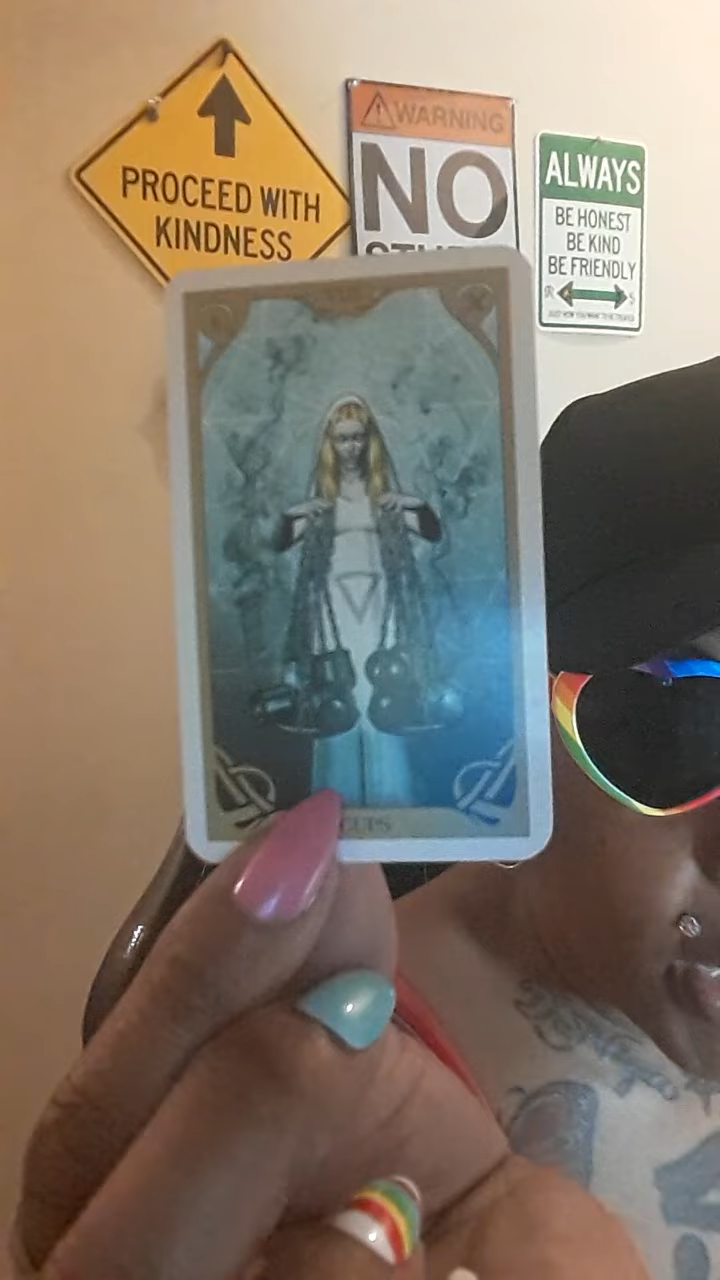 PROCEED WITH
KINDNESS
WARNING
NO
ALWAYS
BE HONEST
BE KIND
BE FRIENDLY
CUPS